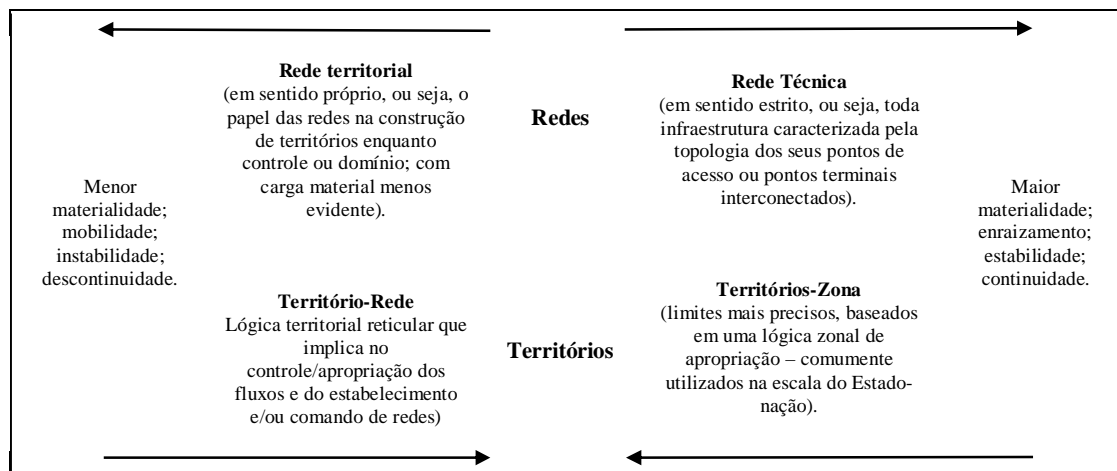 Rede territorial
(em sentido próprio, ou seja, o
papel das redes na construção
de territórios enquanto
controle ou domínio; com
carga material menos
evidente).
Redes
Rede Técnica
(em sentido estrito, ou seja, toda
infraestrutura caracterizada pela
topologia dos seus pontos de
acesso ou pontos terminais
interconectados).
Menor
materialidade;
mobilidade;
instabilidade;
descontinuidade.
Maior
materialidade;
enraizamento;
estabilidade;
continuidade.
Território-Rede
Lógica territorial reticular que
implica no
controle/apropriação dos
fluxos e do estabelecimento
e/ou comando de redes)
Territórios
Territórios-Zona
(limites mais precisos, baseados
em uma lógica zonal de
apropriação – comumente
utilizados na escala do Estado-
nação).